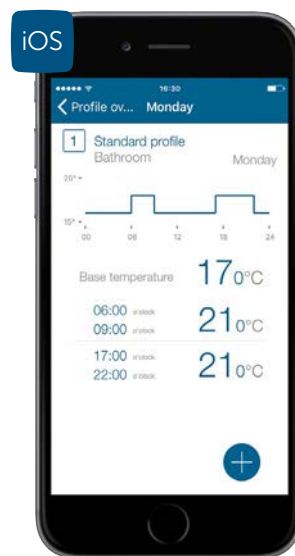 iOS
16:30
Profile ov... Monday
1 Standard profile
Bathroom Monday
25° -
15° -
00 06 12 18 24
Base temperature 17 0°C
06:00 o'clock
09:00 o'clock
21 0°C
17:00 o'clock
22:00 o'clock
21 0°C
+